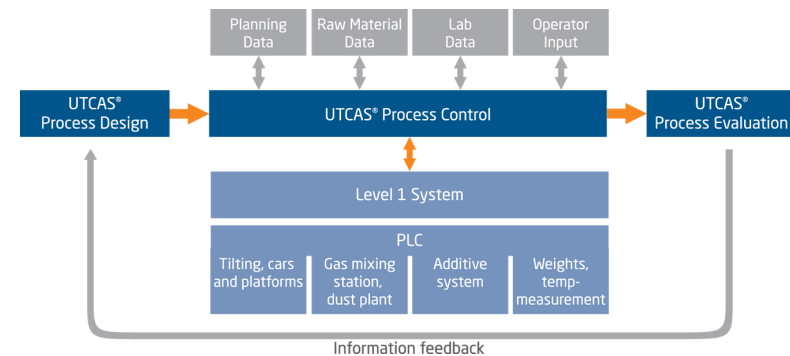 Planning
Data
Raw Material
Data
Lab
Data
Operator
Input
UTCAS®
Process Design
UTCAS® Process Control
UTCAS®
Process Evaluation
Level 1 System
PLC
Tilting, cars
and platforms
Gas mixing
station,
dust plant
Additive
system
Weights,
temp-
measurement
Information feedback